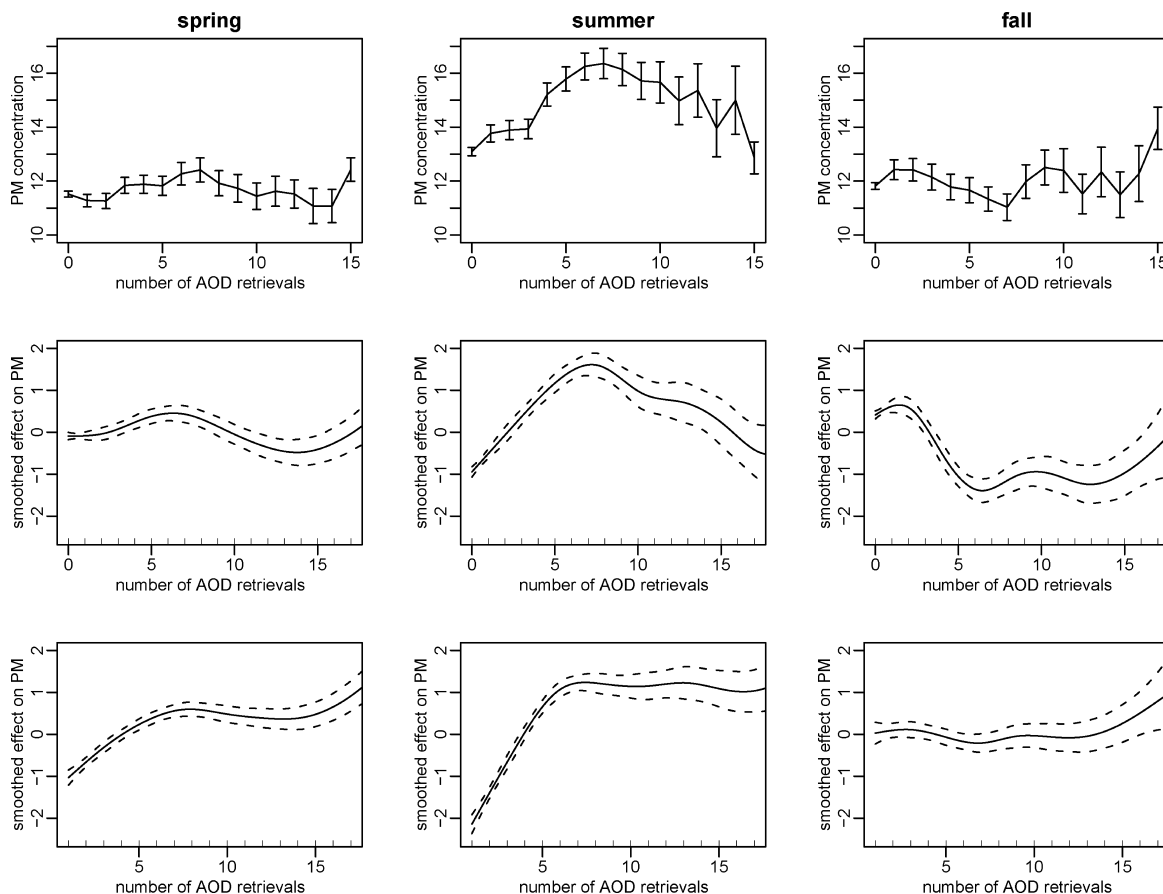 spring
summer
fall
PM concentration
10 12 14 16
0 5 10 15
number of AOD retrievals
PM concentration
10 12 14 16
0 5 10 15
number of AOD retrievals
PM concentration
10 12 14 16
0 5 10 15
number of AOD retrievals
smoothed effect on PM
−2 −1 0 1 2
0 5 10 15
number of AOD retrievals
smoothed effect on PM
−2 −1 0 1 2
0 5 10 15
number of AOD retrievals
smoothed effect on PM
−2 −1 0 1 2
0 5 10 15
number of AOD retrievals
smoothed effect on PM
−2 −1 0 1 2
5 10 15
number of AOD retrievals
smoothed effect on PM
−2 −1 0 1 2
5 10 15
number of AOD retrievals
smoothed effect on PM
−2 −1 0 1 2
5 10 15
number of AOD retrievals